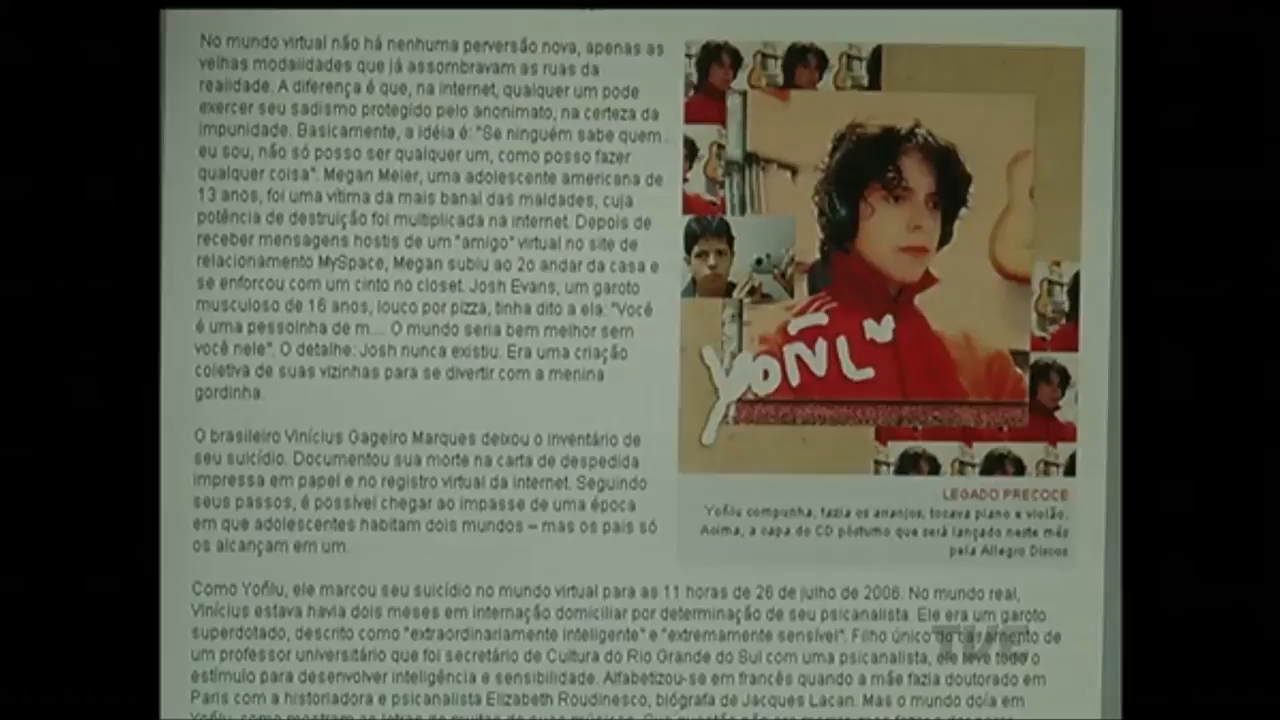 No mundo virtual não há nenhuma perversão nova, apenas as
velhas modalidades que já assombravam as ruas da
realidade. A diferença é que, na internet, qualquer um pode
exercer seu sadismo protegido pelo anonimato, na certeza da
impunidade. Basicamente, a idéia é: "Se ninguém sabe quem
eu sou, não só posso ser qualquer um, como posso fazer
qualquer coisa". Megan Meier, uma adolescente americana de
13 anos, foi uma vítima da mais banal das maldades, cuja
potência de destruição foi multiplicada na internet. Depois de
receber mensagens hostis de um "amigo" virtual no site de
relacionamento MySpace, Megan subiu ao 2o andar da casa e
se enforcou com um cinto no closet. Josh Evans, um garoto
musculoso de 16 anos, louco por pizza, tinha dito a ela: "Você
é uma pessoinha de m... O mundo seria bem melhor sem
você nele". O detalhe: Josh nunca existiu. Era uma criação
coletiva de suas vizinhas para se divertir com a menina
gordinha.
O brasileiro Vinícius Gageiro Marques deixou o inventário de
seu suicídio. Documentou sua morte na carta de despedida
impressa em papel e no registro virtual da internet. Seguindo
seus passos, é possível chegar ao impasse de uma época
em que adolescentes habitam dois mundos – mas os pais só
os alcançam em um.
YOÑLU
LEGADO PRECOCE
Yoñlu compunha, fazia os arranjos, tocava piano e violão.
Acima, a capa do CD póstumo que será lançado neste mês
pela Allegro Discos
Como Yoñlu, ele marcou seu suicídio no mundo virtual para as 11 horas de 26 de julho de 2006. No mundo real,
Vinícius estava havia dois meses em internação domiciliar por determinação de seu psicanalista. Ele era um garoto
superdotado, descrito como "extraordinariamente inteligente" e "extremamente sensível". Filho único do casamento de
um professor universitário que foi secretário de Cultura do Rio Grande do Sul com uma psicanalista, ele teve todo o
estímulo para desenvolver inteligência e sensibilidade. Alfabetizou-se em francês quando a mãe fazia doutorado em
Paris com a historiadora e psicanalista Elizabeth Roudinesco, biógrafa de Jacques Lacan. Mas o mundo doía em
Yoñlu, como mostram as letras de muitas de suas músicas.